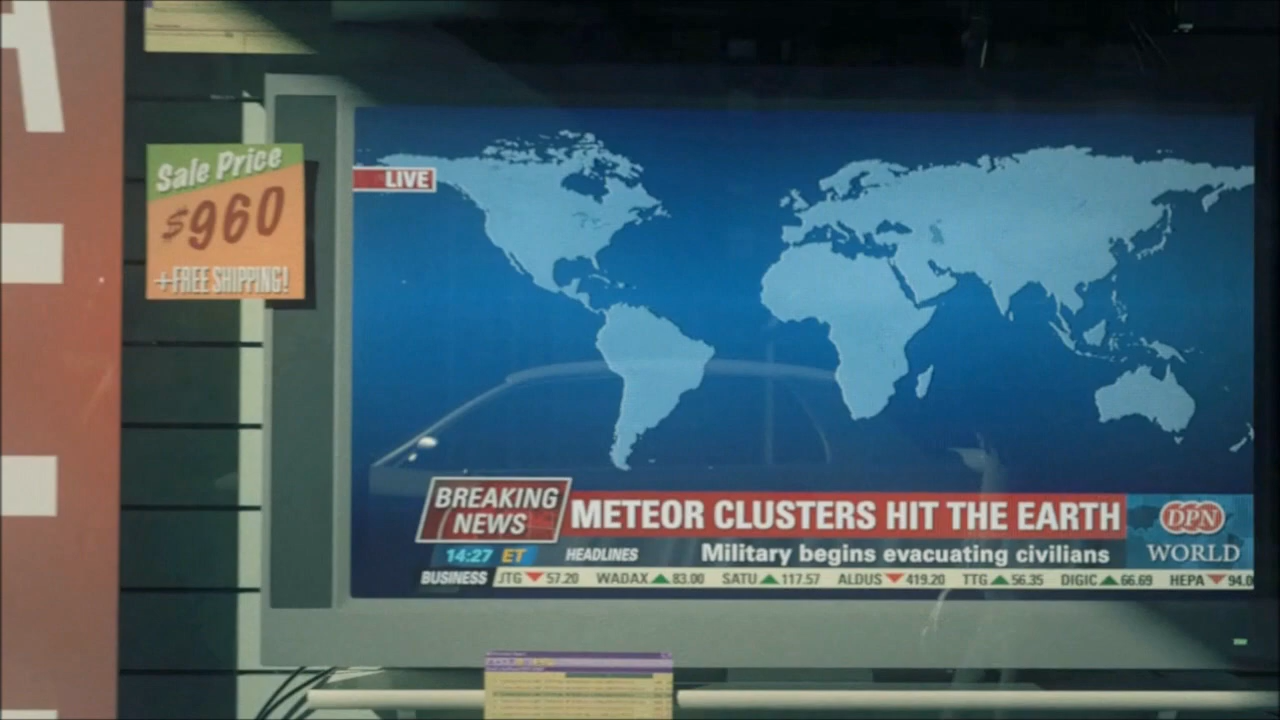 A
Sale Price
$960
+FREE SHIPPING!
LIVE
BREAKING NEWS
METEOR CLUSTERS HIT THE EARTH
DPN
WORLD
14:27 ET HEADLINES Military begins evacuating civilians
BUSINESS JTG 57.20 WADAX 83.00 SATU 117.57 ALDUS 419.20 TTG 56.35 DIGIC 66.69 HEPA 94.0